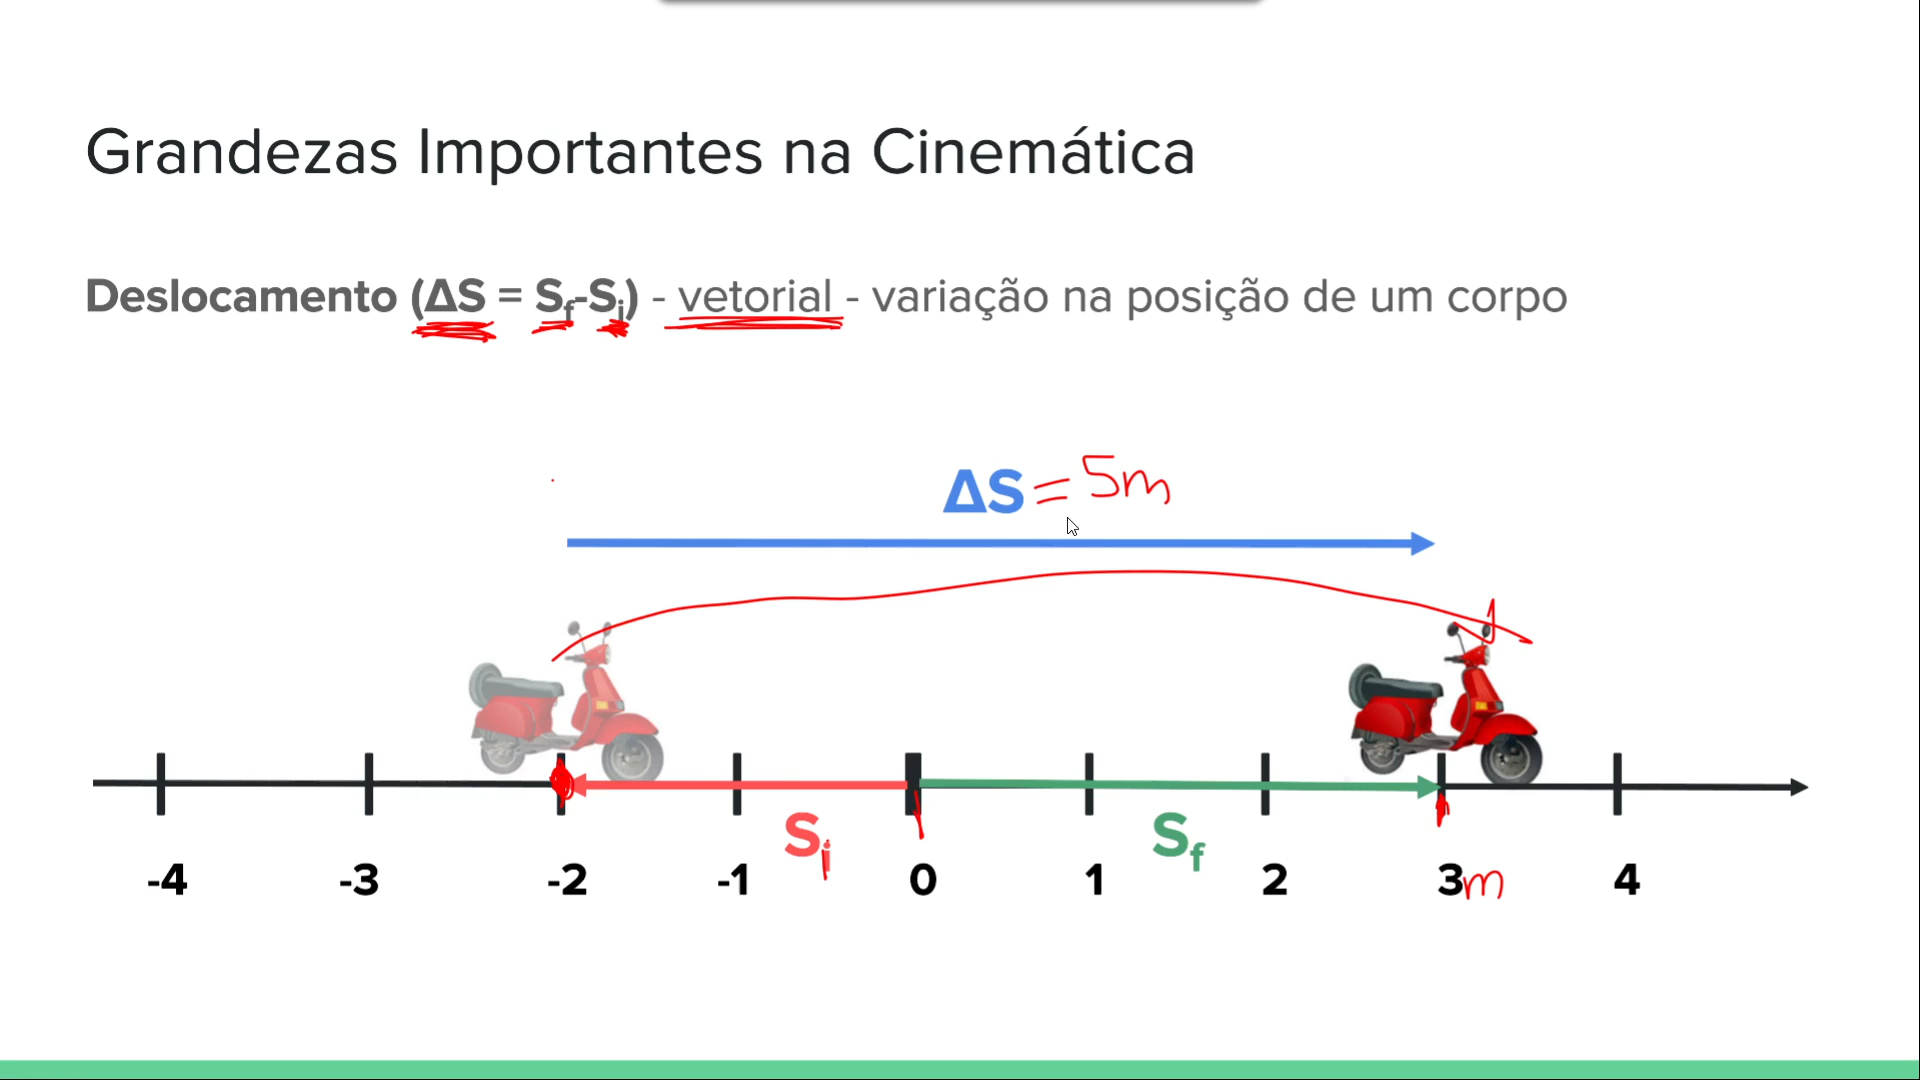 Grandezas Importantes na Cinemática
Deslocamento (ΔS = Sf-Si) - vetorial - variação na posição de um corpo
ΔS = 5m
Si Sf
-4 -3 -2 -1 0 1 2 3m 4